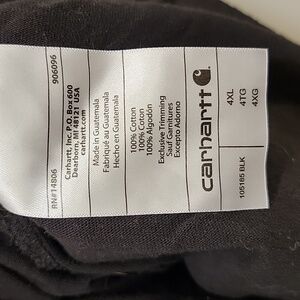 carhartt
4XL
4TG
4XG
105185 BLK
100% Cotton
100% Coton
100% Algodón
Exclusive Trimming
Sauf Garnitures
Excepto Adorno
Made in Guatemala
Fabriqué au Guatemala
Hecho en Guatemala
Carhartt, Inc. P.O. Box 600
Dearborn, MI 48121 USA
carhartt.com
RN#14806
906096